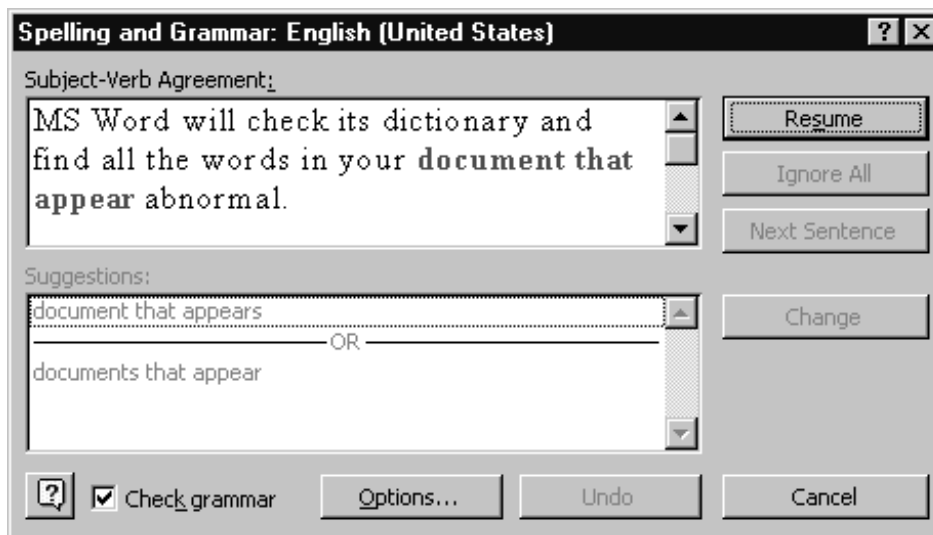 Spelling and Grammar: English (United States)
Subject-Verb Agreement:
MS Word will check its dictionary and
find all the words in your document that
appear abnormal.
Resume
Ignore All
Next Sentence
Suggestions:
document that appears
OR
documents that appear
Change
Check grammar
Options...
Undo
Cancel